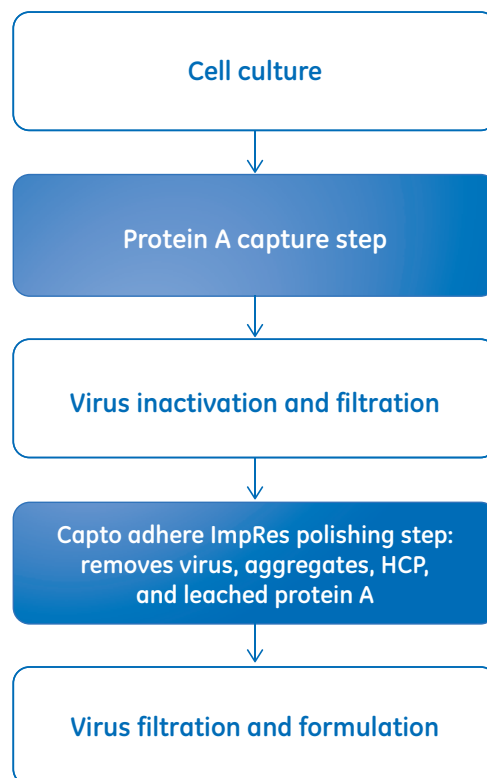 Cell culture
Protein A capture step
Virus inactivation and filtration
Capto adhere ImpRes polishing step:
removes virus, aggregates, HCP,
and leached protein A
Virus filtration and formulation